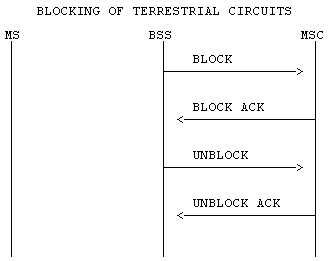 BLOCKING OF TERRESTRIAL CIRCUITS
MS BSS MSC
BLOCK
BLOCK ACK
UNBLOCK
UNBLOCK ACK